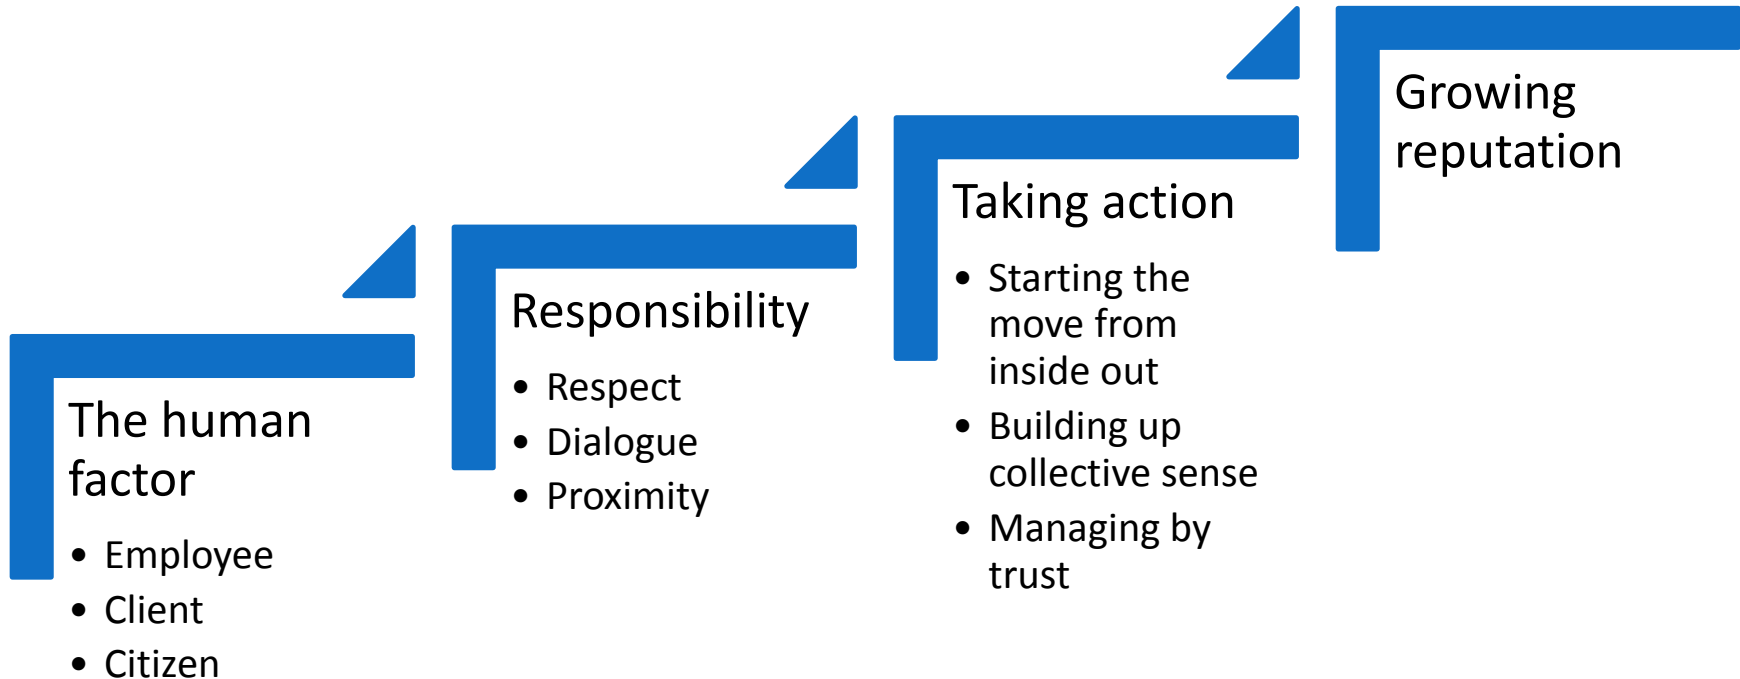 The human
factor
• Employee
• Client
• Citizen
Responsibility
• Respect
• Dialogue
• Proximity
Taking action
• Starting the
move from
inside out
• Building up
collective sense
• Managing by
trust
Growing
reputation